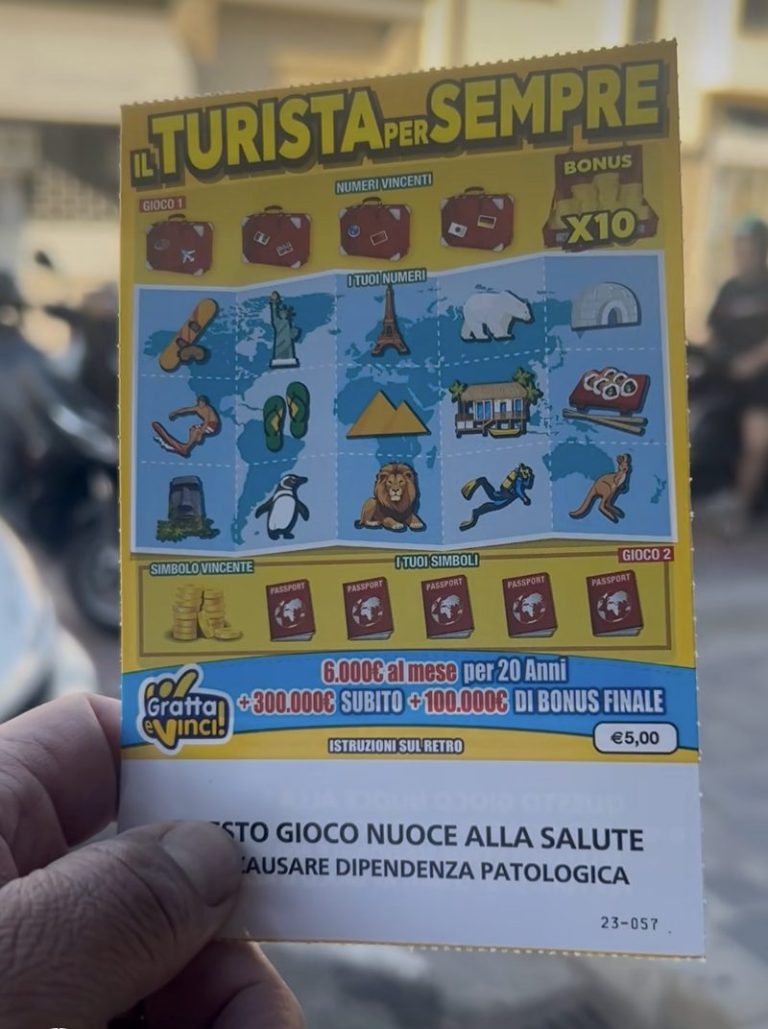 IL TURISTA PER SEMPRE
BONUS
NUMERI VINCENTI
GIOCO 1
X10
I TUOI NUMERI
SIMBOLO VINCENTE
I TUOI SIMBOLI
GIOCO 2
PASSPORT PASSPORT PASSPORT PASSPORT PASSPORT
6.000€ al mese per 20 Anni
+300.000€ SUBITO +100.000€ DI BONUS FINALE
Gratta
e Vinci!
€5,00
ISTRUZIONI SUL RETRO
STO GIOCO NUOCE ALLA SALUTE
CAUSARE DIPENDENZA PATOLOGICA
23-057